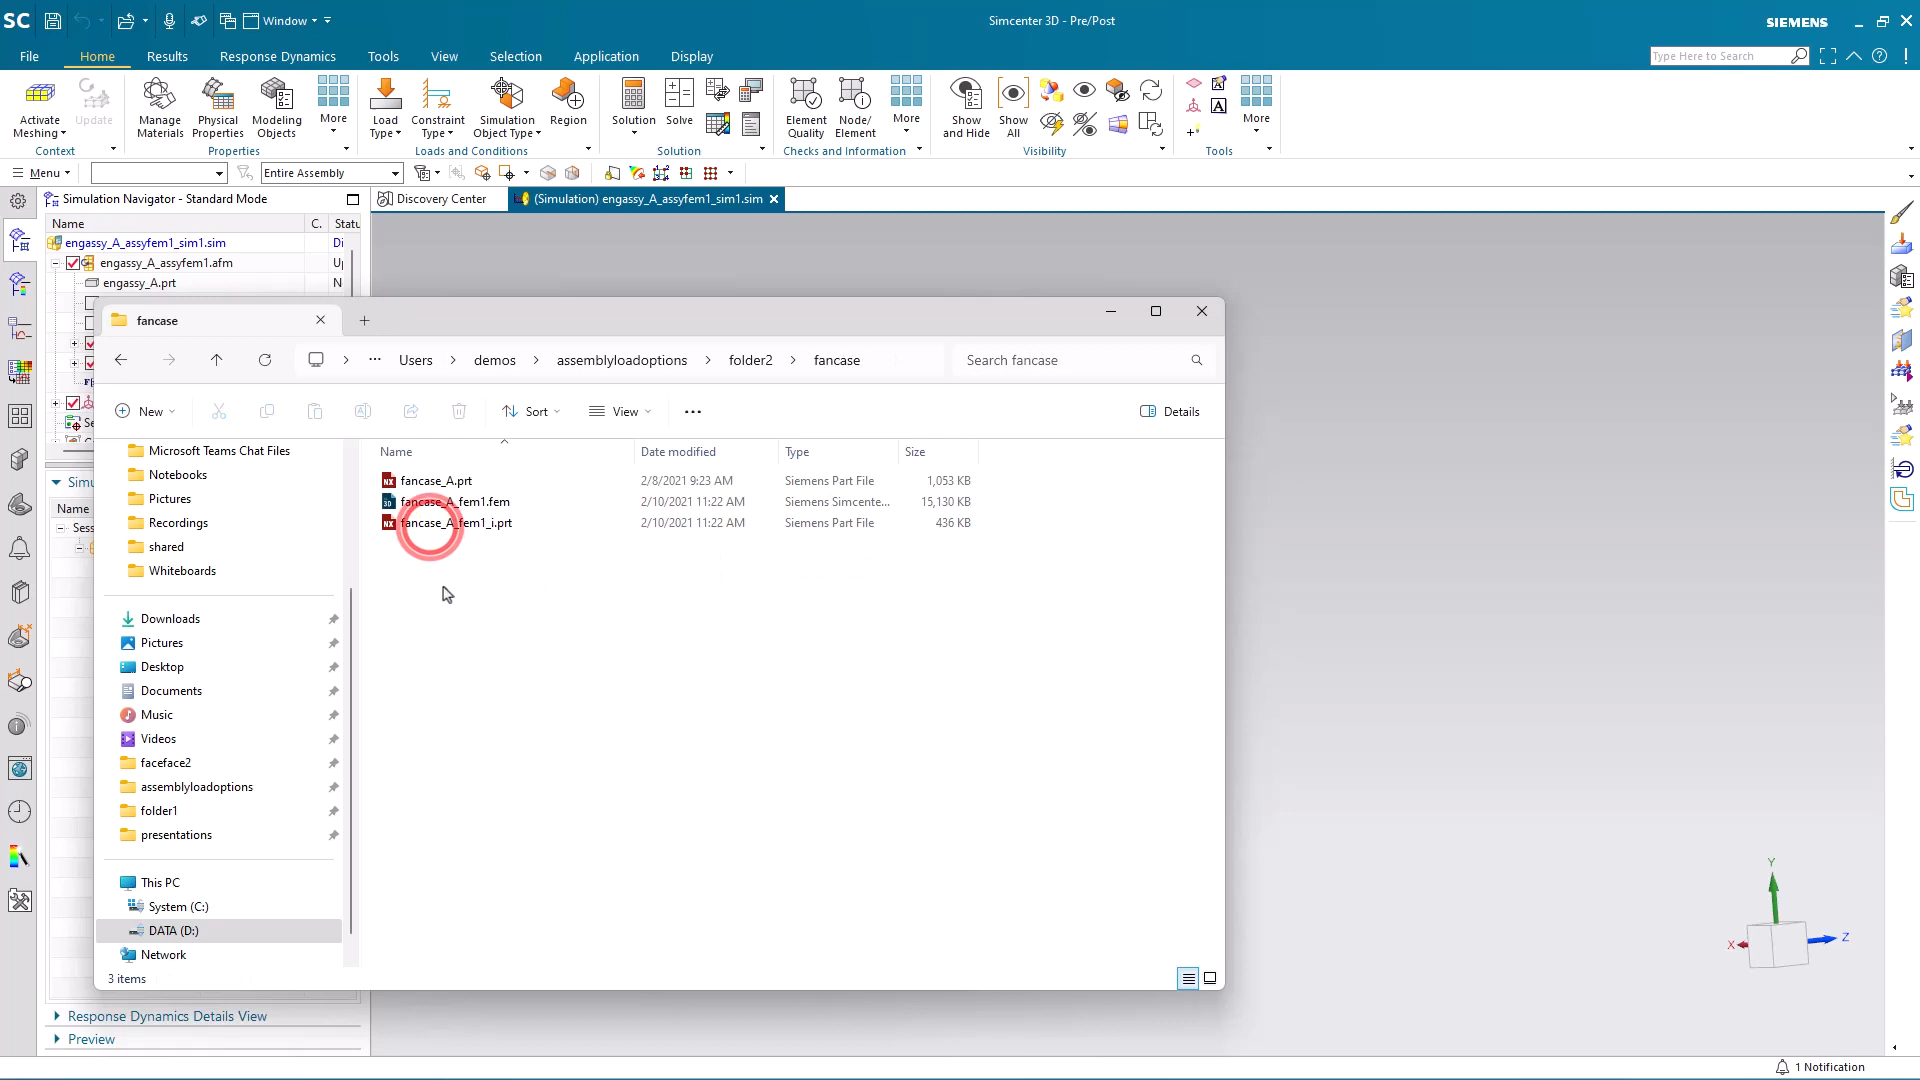 SC Window Simcenter 3D - Pre/Post SIEMENS
File Home Results Response Dynamics Tools View Selection Application Display Type Here to Search
Activate Meshing Update Manage Materials Physical Properties Modeling Objects More Load Type Constraint Type Simulation Object Type Region Solution Solve Element Quality Node/ Element More Show and Hide Show All More
Context Properties Loads and Conditions Solution Checks and Information Visibility Tools
Menu Entire Assembly
Simulation Navigator - Standard Mode Discovery Center (Simulation) engassy_A_assyfem1_sim1.sim
Name C. Statu
engassy_A_assyfem1_sim1.sim Di
engassy_A_assyfem1.afm
engassy_A.prt N
fancase
Users demos assemblyloadoptions folder2 fancase Search fancase
New Sort View Details
Name Date modified Type Size
fancase_A.prt 2/8/2021 9:23 AM Siemens Part File 1,053 KB
fancase_A_fem1.fem 2/10/2021 11:22 AM Siemens Simcente... 15,130 KB
fancase_A_fem1_i.prt 2/10/2021 11:22 AM Siemens Part File 436 KB
Microsoft Teams Chat Files
Notebooks
Pictures
Recordings
shared
Whiteboards
Downloads
Pictures
Desktop
Documents
Music
Videos
faceface2
assemblyloadoptions
folder1
presentations
This PC
System (C:)
DATA (D:)
Network
3 items
Se
Simu
Name
Sess
Response Dynamics Details View
Preview
Y
X
Z
1 Notification